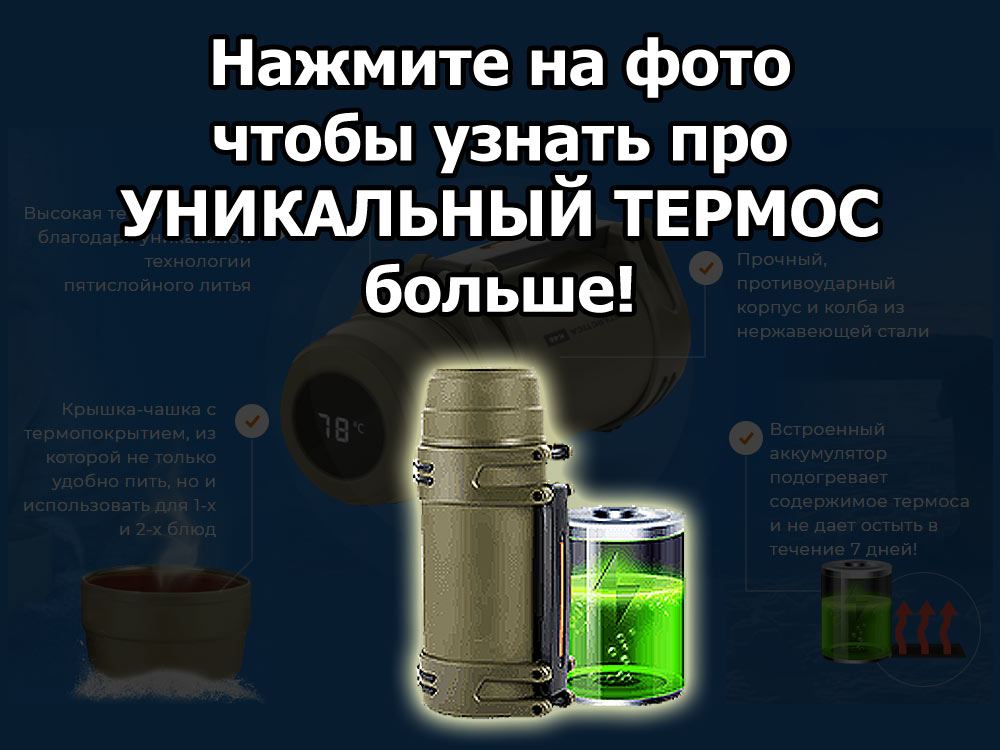 Нажмите на фото
чтобы узнать про
УНИКАЛЬНЫЙ ТЕРМОС
больше!
Высокая
благодаря уникальной
технологии
пятислойного литья
Прочный,
противоударный
корпус и колба из
нержавеющей стали
78 °C
Крышка-чашка с
термопокрытием, из
которой не только
удобно пить, но и
использовать для 1-х
и 2-х блюд
Встроенный
аккумулятор
подогревает
содержимое термоса
и не дает остыть в
течение 7 дней!